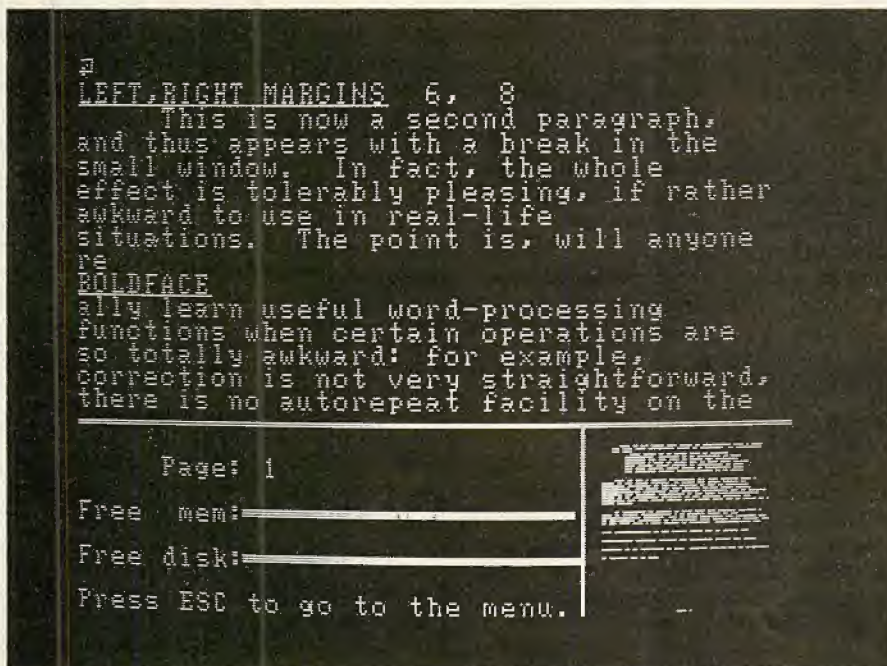 LEFT,RIGHT MARGINS 6, 8
This is now a second paragraph,
and thus appears with a break in the
small window. In fact, the whole
effect is tolerably pleasing, if rather
awkward to use in real-life
situations. The point is, will anyone
re
BOLDFACE
ally learn useful word-processing
functions when certain operations are
so totally awkward: for example,
correction is not very straightforward,
there is no autorepeat facility on the
Page: 1
Free mem:
Free disk:
Press ESC to go to the menu.